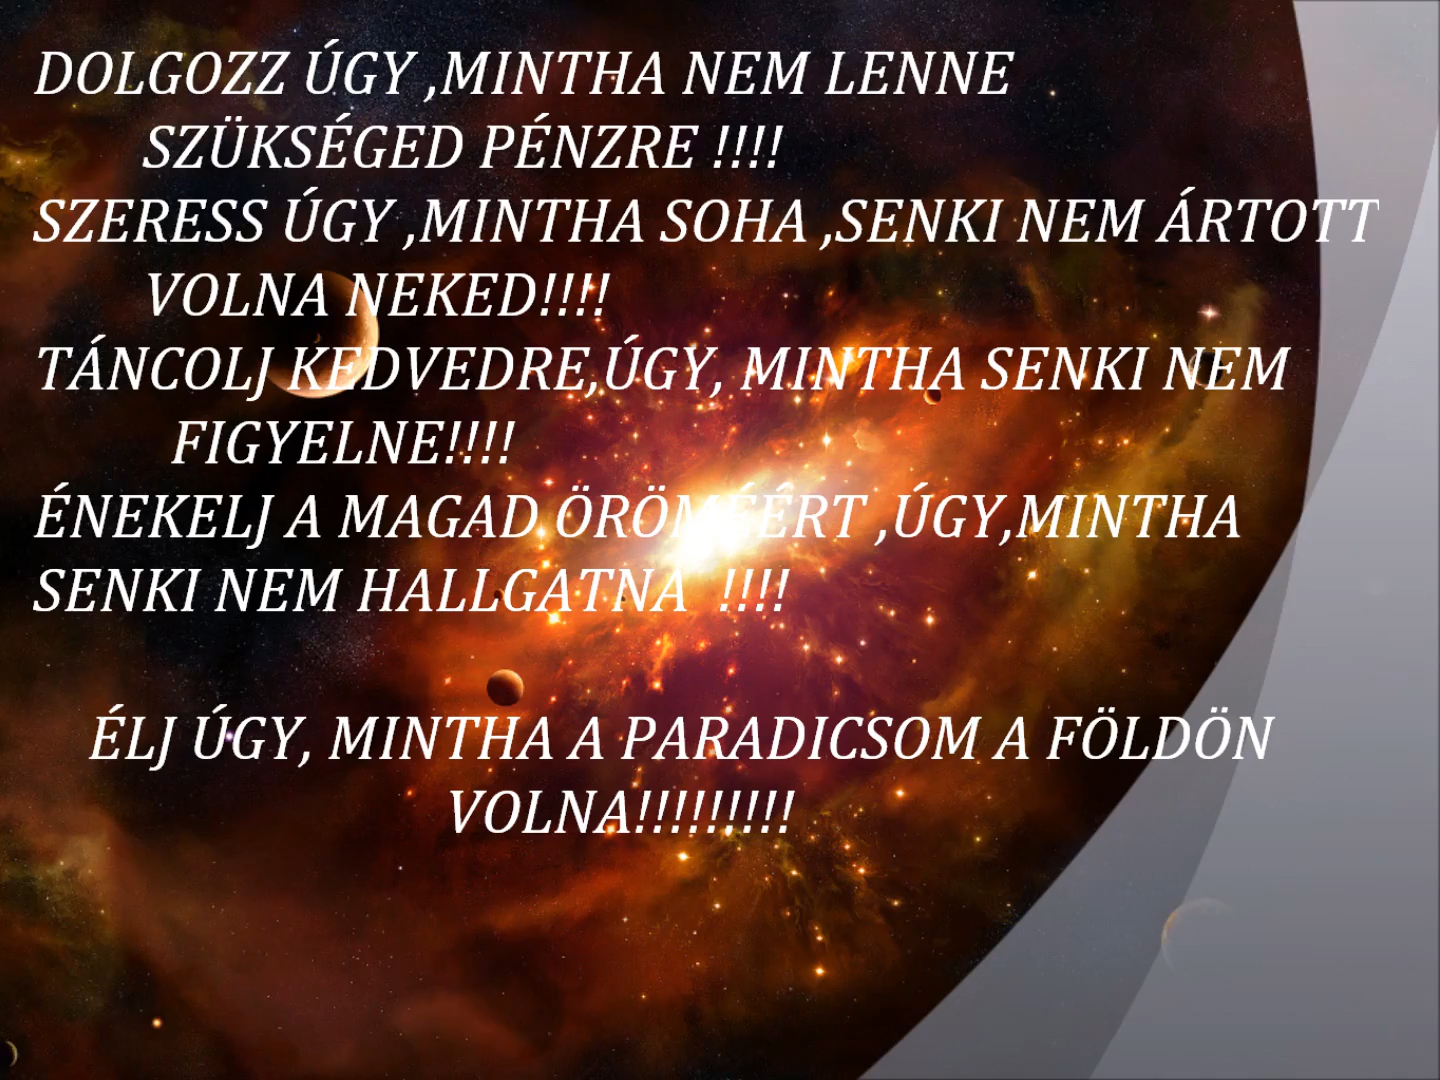 DOLGOZZ ÚGY ,MINTHA NEM LENNE
SZÜKSÉGED PÉNZRE !!!!
SZERESS ÚGY ,MINTHA SOHA ,SENKI NEM ÁRTOTT
VOLNA NEKED!!!!
TÁNCOLJ KEDVEDRE,ÚGY, MINTHA SENKI NEM
FIGYELNE!!!!
ÉNEKELJ A MAGAD ÖRÖMÉÉRT ,ÚGY,MINTHA
SENKI NEM HALLGATNA  !!!!
ÉLJ ÚGY, MINTHA A PARADICSOM A FÖLDÖN
VOLNA!!!!!!!!!